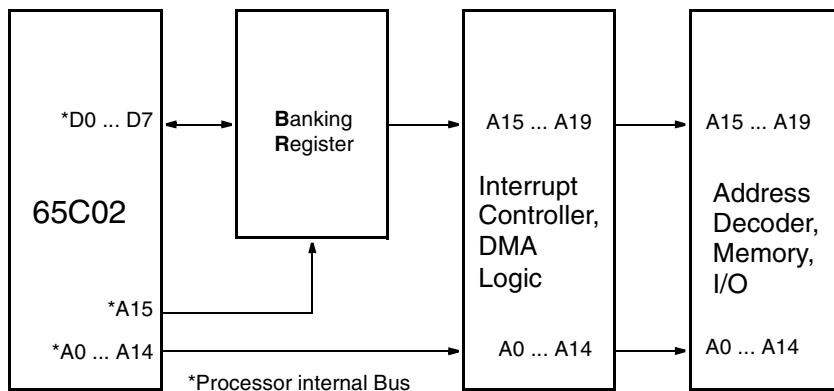 *D0 ... D7
65C02
*A15
*A0 ... A14
Banking
Register
*Processor internal Bus
A15 ... A19
Interrupt
Controller,
DMA
Logic
A0 ... A14
A15 ... A19
Address
Decoder,
Memory,
I/O
A0 ... A14